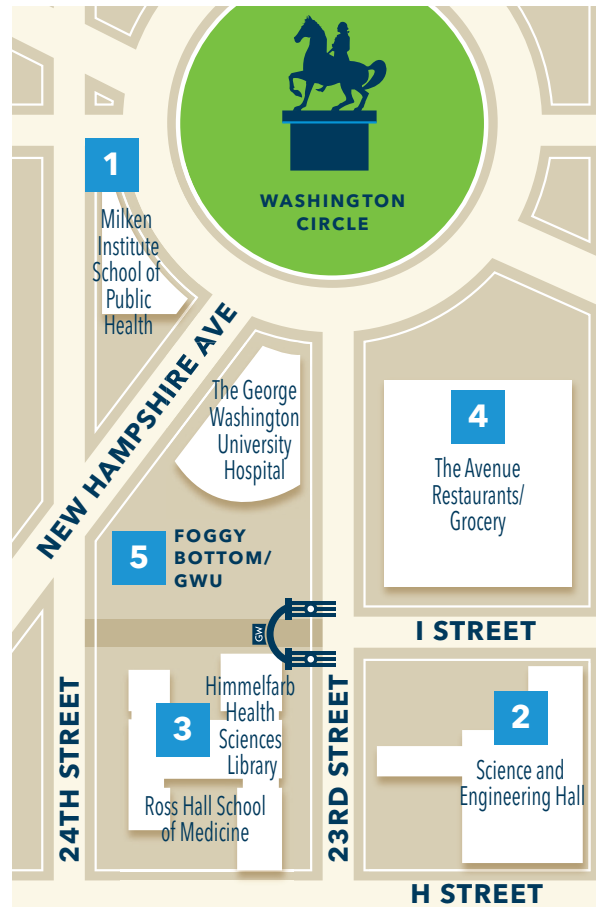 WASHINGTON
CIRCLE
1
Milken
Institute
School of
Public
Health
NEW HAMPSHIRE AVE
The George
Washington
University
Hospital
4
The Avenue
Restaurants/
Grocery
5
FOGGY
BOTTOM/
GWU
GW
I STREET
24TH STREET
3
Himmelfarb
Health
Sciences
Library
Ross Hall School
of Medicine
23RD STREET
2
Science and
Engineering Hall
H STREET